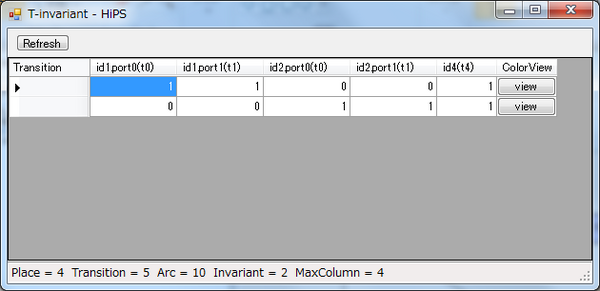 T-invariant - HiPS
Refresh
Transition id1port0(t0) id1port1(t1) id2port0(t0) id2port1(t1) id4(t4) ColorView
1 1 0 0 1 view
0 0 1 1 1 view
Place = 4 Transition = 5 Arc = 10 Invariant = 2 MaxColumn = 4